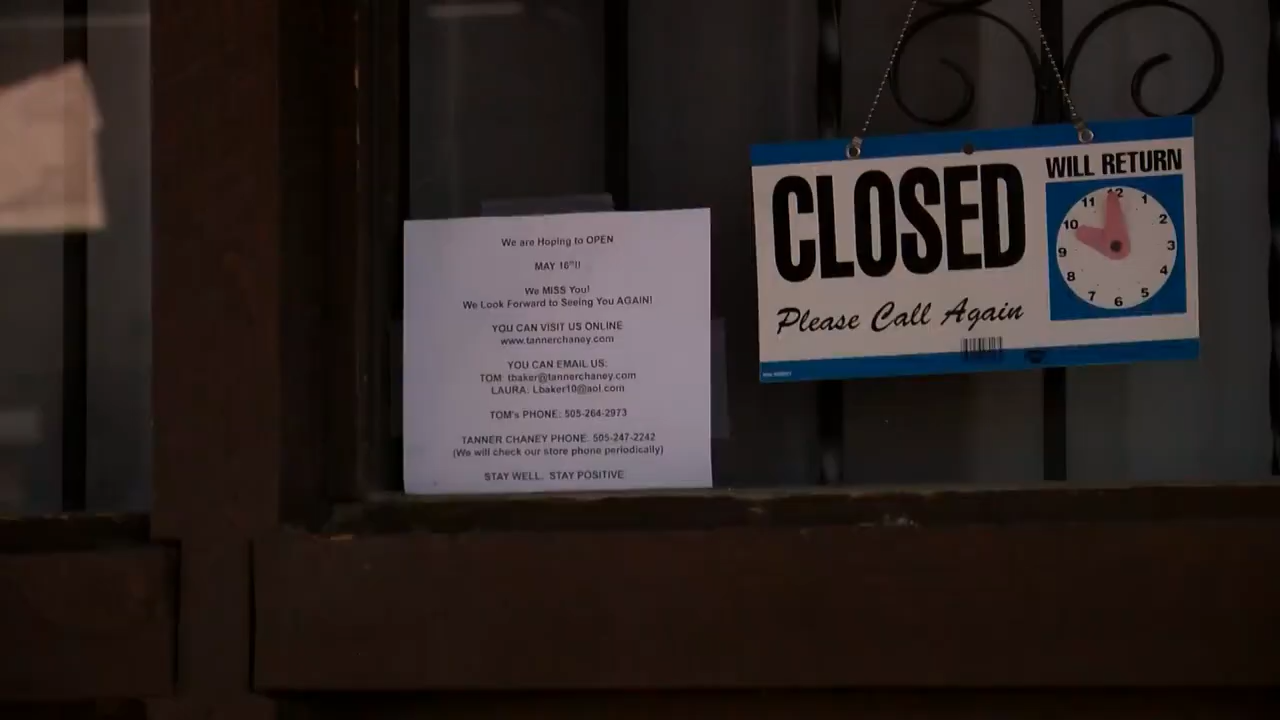 We are Hoping to OPEN
MAY 16th!!
We MISS You!
We Look Forward to Seeing You AGAIN!
YOU CAN VISIT US ONLINE
www.tannerchaney.com
YOU CAN EMAIL US:
TOM: tbaker@tannerchaney.com
LAURA: Lbaker10@aol.com
TOM's PHONE: 505-264-2973
TANNER CHANEY PHONE: 505-247-2242
(We will check our store phone periodically)
STAY WELL. STAY POSITIVE
CLOSED
Please Call Again
WILL RETURN
12
1
2
3
4
5
6
7
8
9
10
11